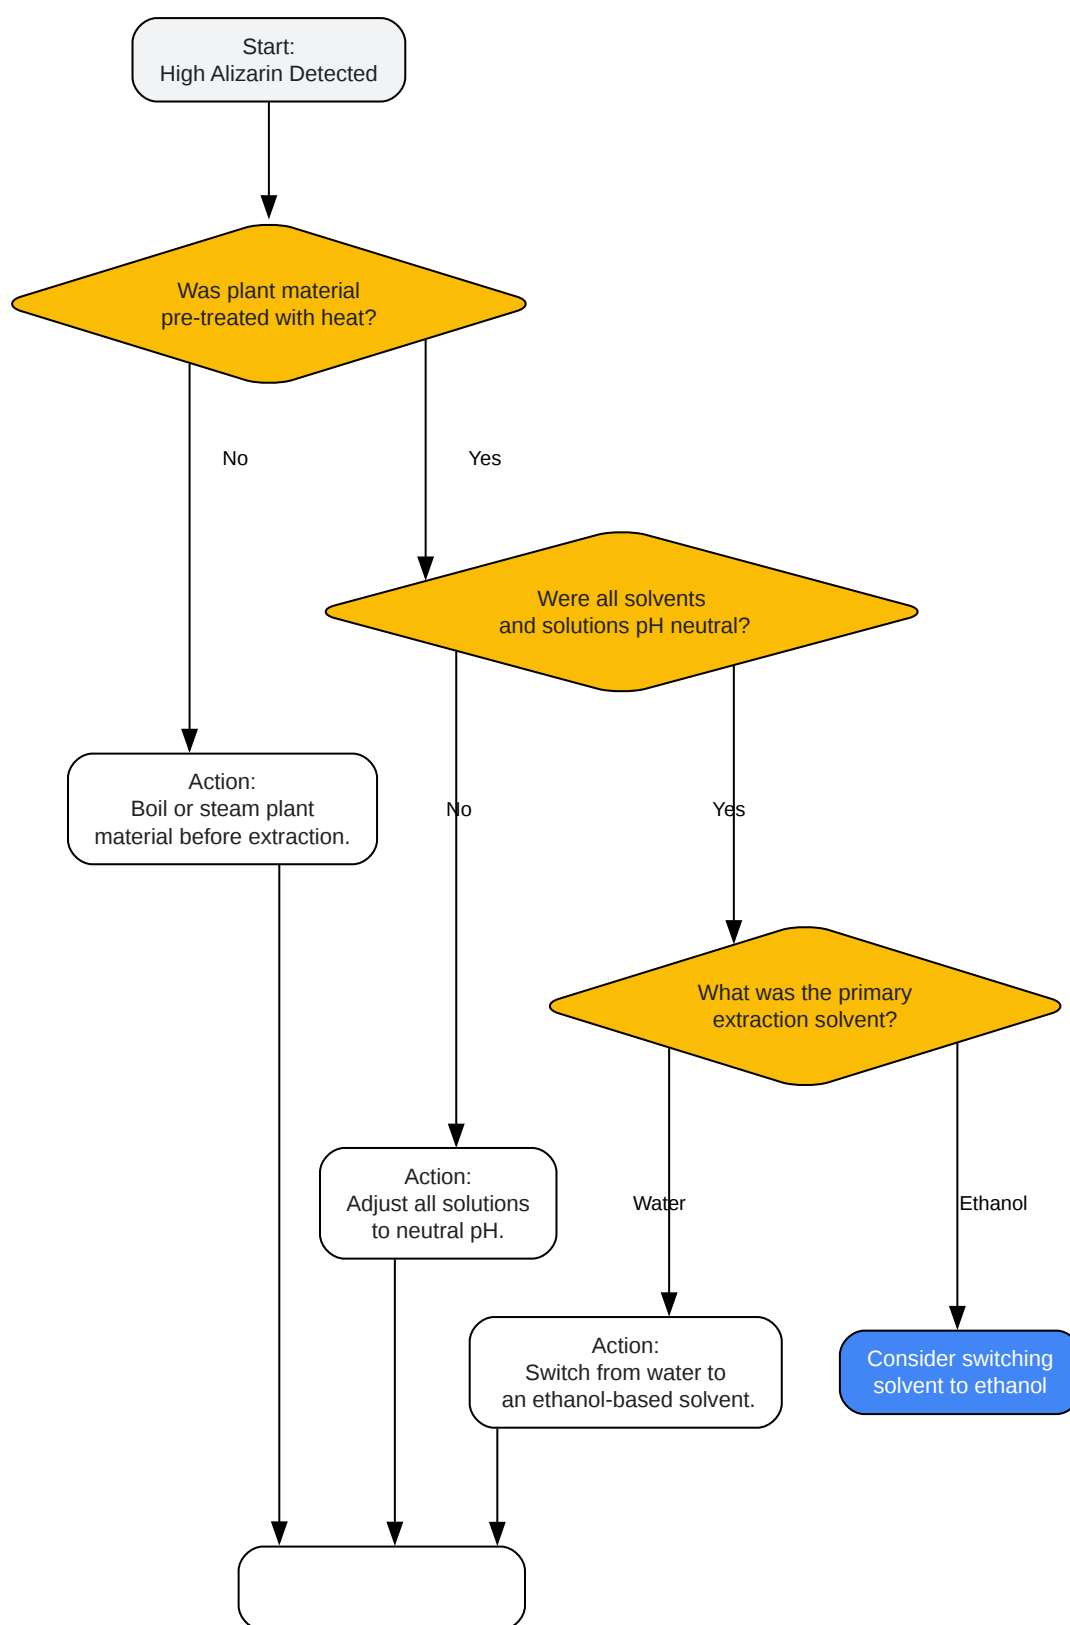 Start:
High Alizarin Detected
Was plant material
pre-treated with heat?
No
Yes
Were all solvents
and solutions pH neutral?
Action:
Boil or steam plant
material before extraction.
No
Yes
What was the primary
extraction solvent?
Action:
Adjust all solutions
to neutral pH.
Water
Ethanol
Action:
Switch from water to
an ethanol-based solvent.
Consider switching
solvent to ethanol